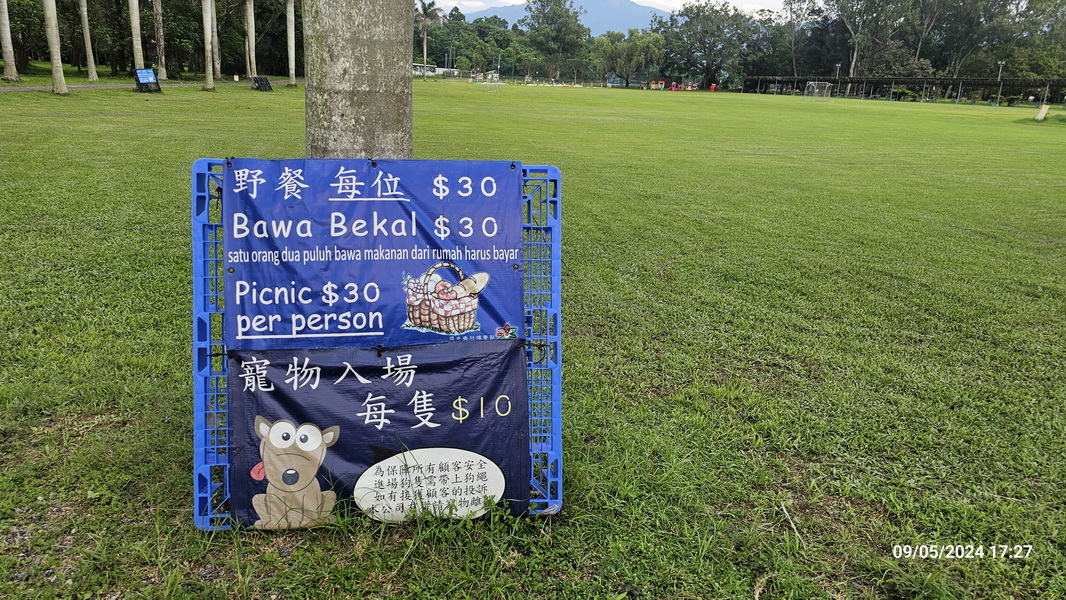 野餐 每位 $30
Bawa Bekal $30
satu orang dua puluh bawa makanan dari rumah harus bayar
Picnic $30
per person
寵物入場
每隻 $10
為保障所有顧客安全
進場狗隻需帶上狗繩
如有接獲顧客的投訴
09/05/2024 17:27